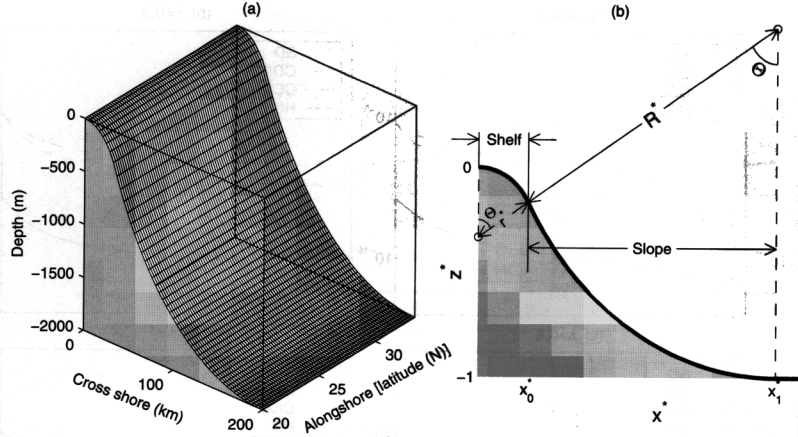 (a)
0
−500
−1000
−1500
−2000
Depth (m)
0
100
200
Cross shore (km)
20
25
30
Alongshore [latitude (N)]
(b)
Θ
R*
Shelf
0
Θ
r*
Slope
z*
−1
x₀*
x₁*
x*